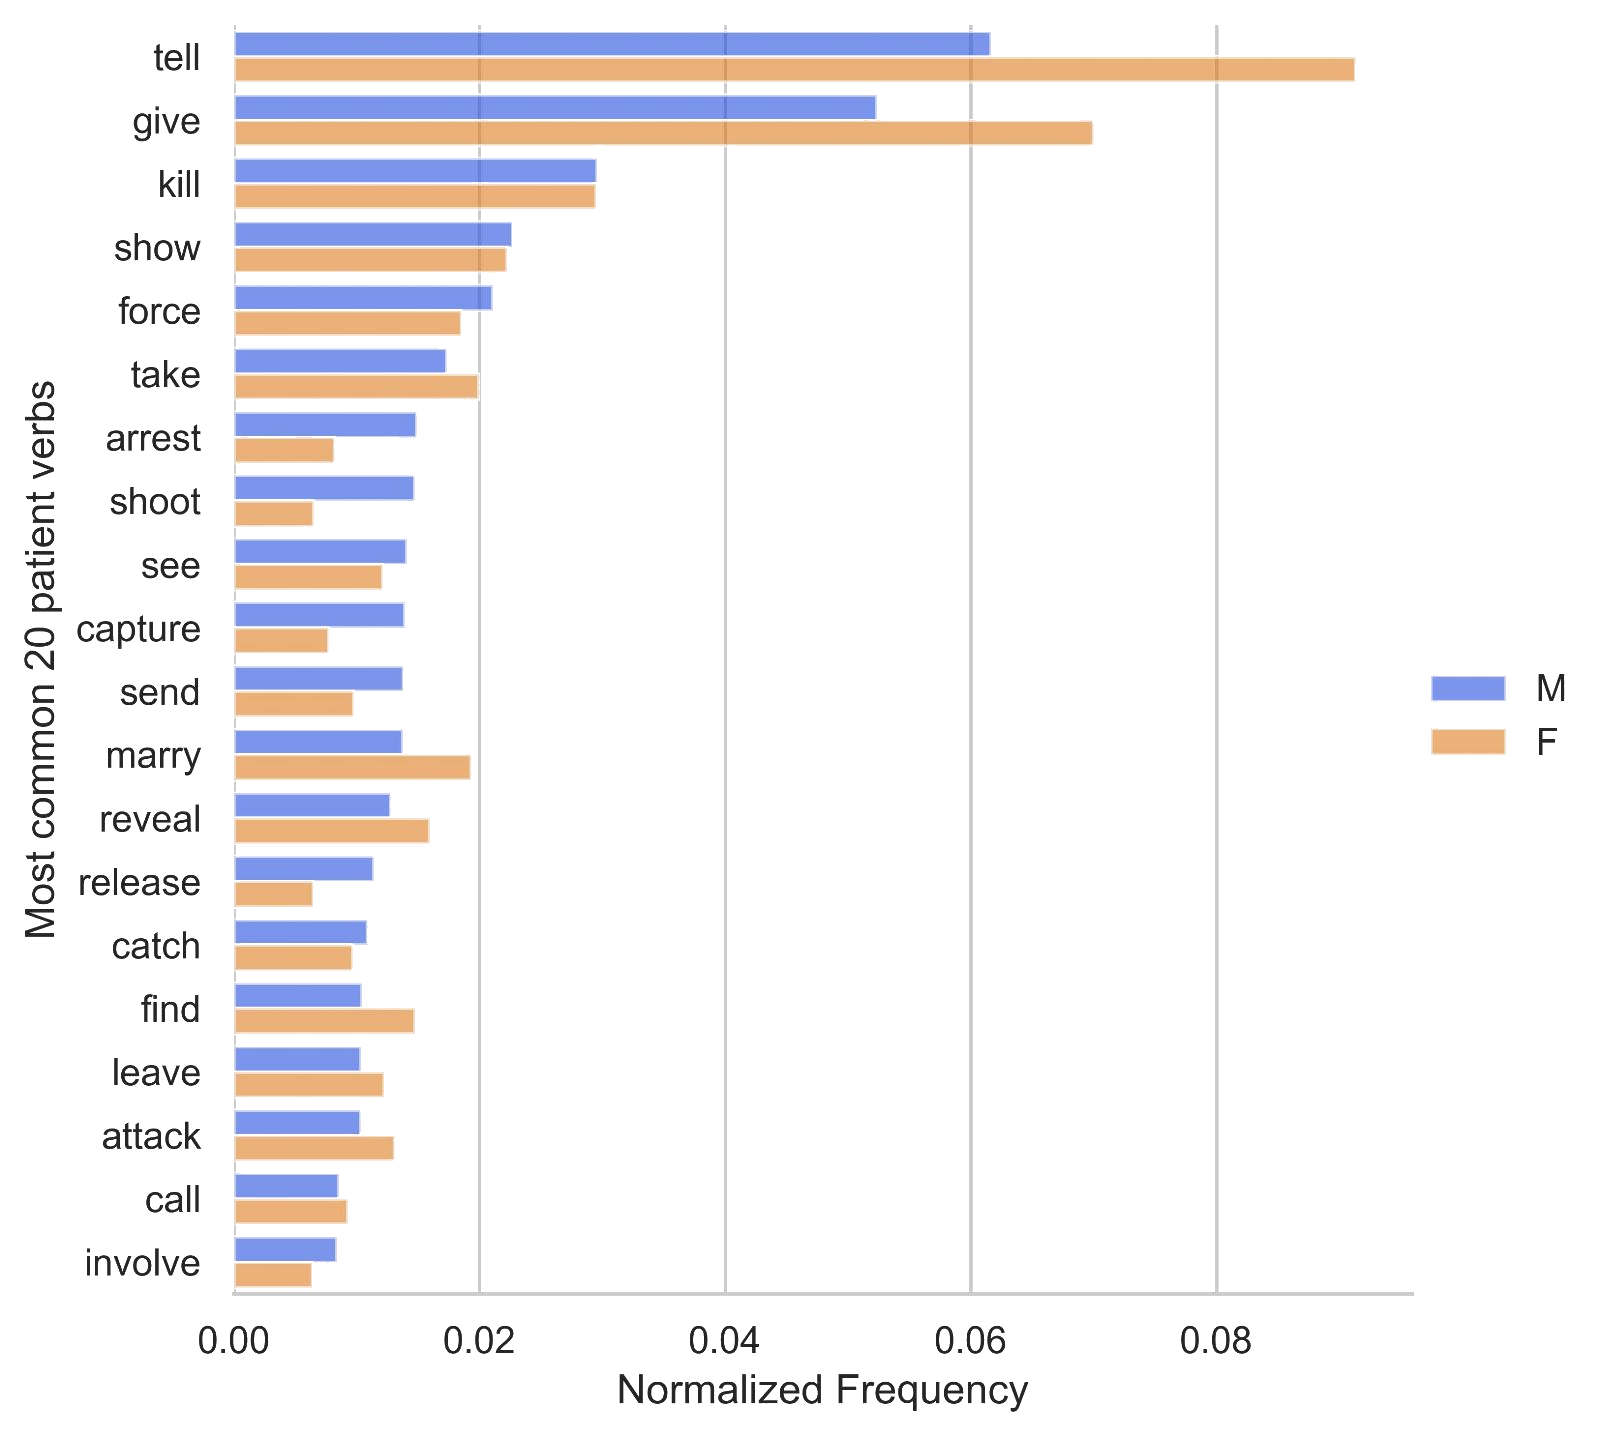 Most common 20 patient verbs
tell
give
kill
show
force
take
arrest
shoot
see
capture
send
marry
reveal
release
catch
find
leave
attack
call
involve
M
F
0.00 0.02 0.04 0.06 0.08
Normalized Frequency